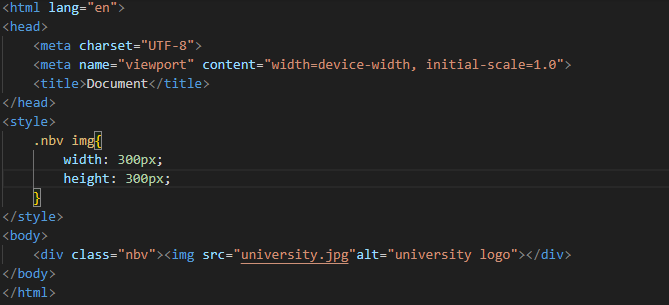 <html lang="en">
<head>
    <meta charset="UTF-8">
    <meta name="viewport" content="width=device-width, initial-scale=1.0">
    <title>Document</title>
</head>
<style>
    .nbv img{
        width: 300px;
        height: 300px;
    }
</style>
<body>
    <div class="nbv"><img src="university.jpg"alt="university logo"></div>
</body>
</html>